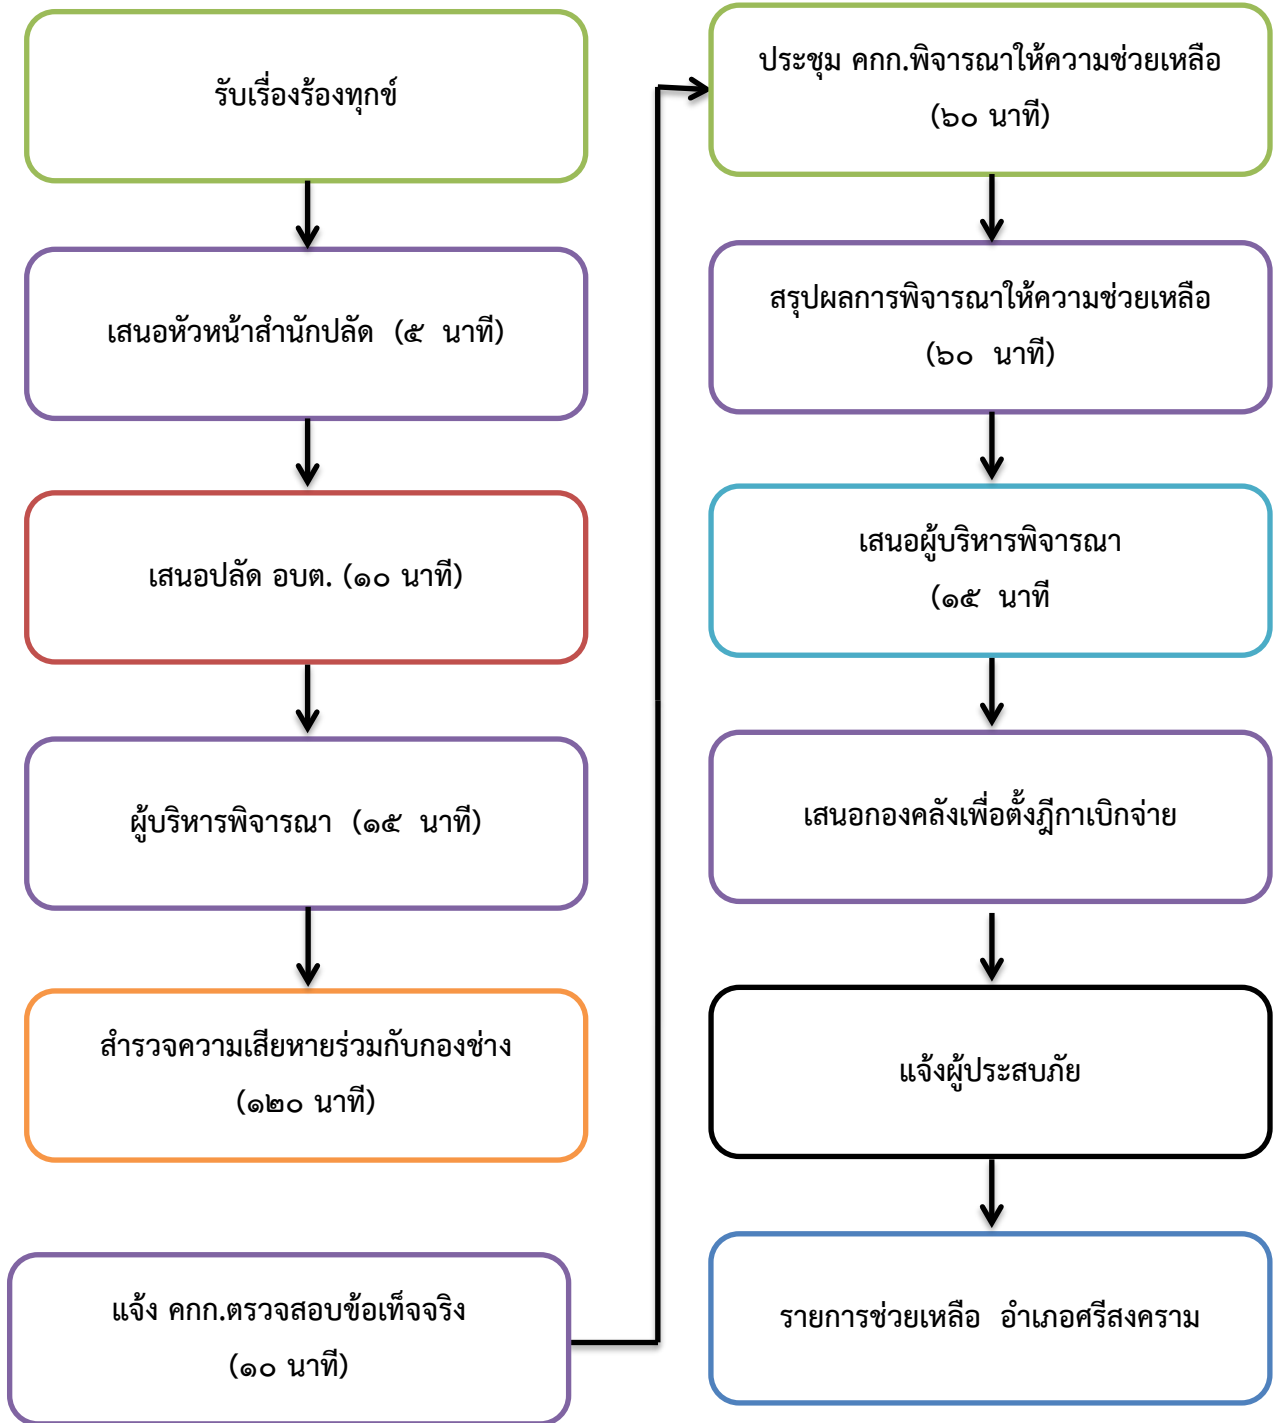 รับเรื่องร้องทุกข์
เสนอหัวหน้าสำนักปลัด (๕ นาที)
เสนอปลัด อบต. (๑๐ นาที)
ผู้บริหารพิจารณา (๑๕ นาที)
สำรวจความเสียหายร่วมกับกองช่าง
(๑๒๐ นาที)
แจ้ง คกก.ตรวจสอบข้อเท็จจริง
(๑๐ นาที)
ประชุม คกก.พิจารณาให้ความช่วยเหลือ
(๖๐ นาที)
สรุปผลการพิจารณาให้ความช่วยเหลือ
(๖๐ นาที)
เสนอผู้บริหารพิจารณา
(๑๕ นาที
เสนอกองคลังเพื่อตั้งฎีกาเบิกจ่าย
แจ้งผู้ประสบภัย
รายการช่วยเหลือ อำเภอศรีสงคราม